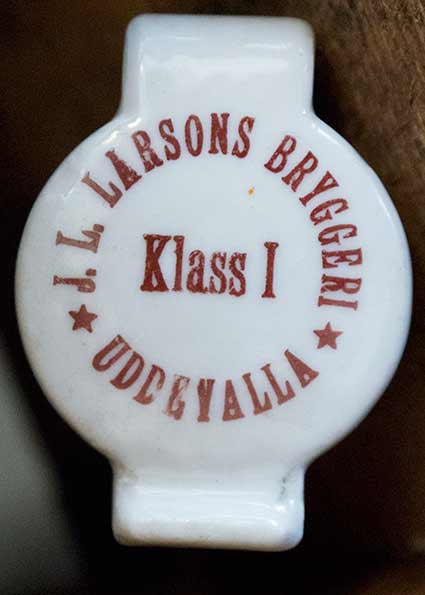 J. L. LARSONS BRYGGERI
Klass I
★ UDDEVALLA ★